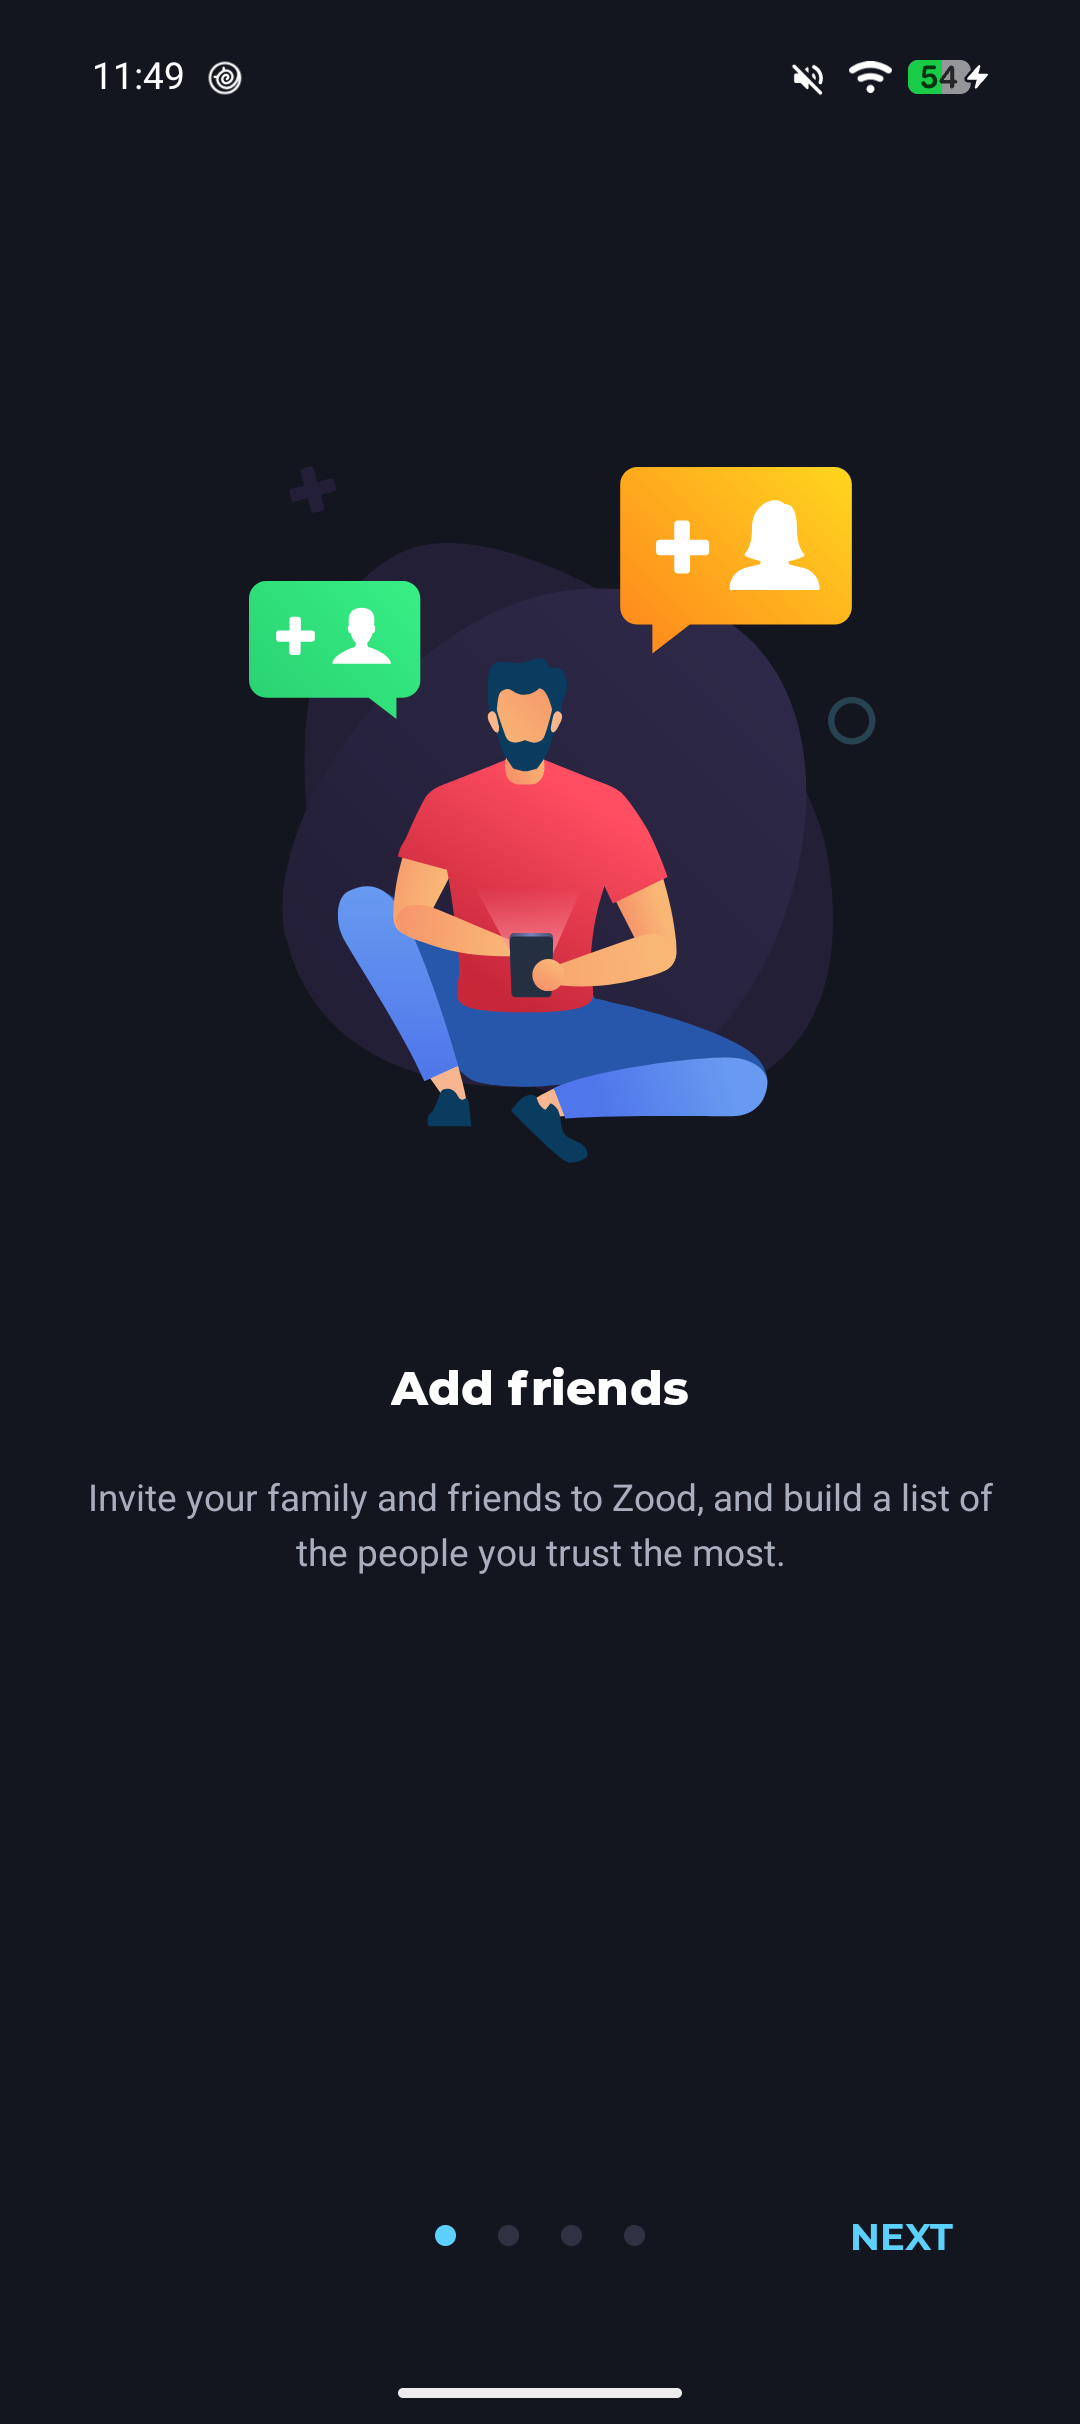 11:49
54
Add friends
Invite your family and friends to Zood, and build a list of
the people you trust the most.
NEXT